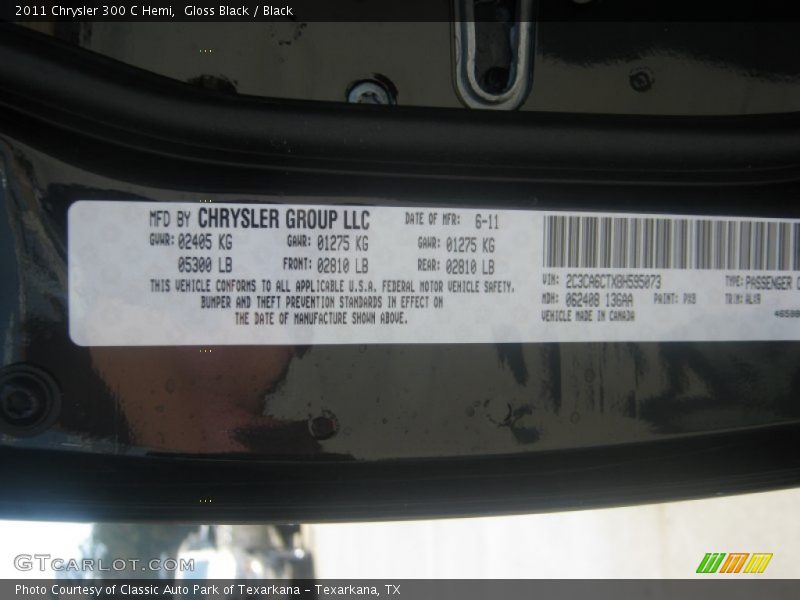 2011 Chrysler 300 C Hemi, Gloss Black / Black
MFD BY CHRYSLER GROUP LLC DATE OF MFR: 6-11
GVWR: 02405 KG GAWR: 01275 KG GAWR: 01275 KG
05300 LB FRONT: 02810 LB REAR: 02810 LB
THIS VEHICLE CONFORMS TO ALL APPLICABLE U.S.A. FEDERAL MOTOR VEHICLE SAFETY,
BUMPER AND THEFT PREVENTION STANDARDS IN EFFECT ON
THE DATE OF MANUFACTURE SHOWN ABOVE.
VIN: 2C3CA6CTXBH595073 TYPE: PASSENGER
MDH: 062408 136AA PAINT: PX8 TRIM: ALX9
VEHICLE MADE IN CANADA
GTCARLOT.COM
Photo Courtesy of Classic Auto Park of Texarkana – Texarkana, TX